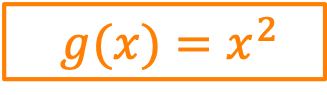 g(x) = x²